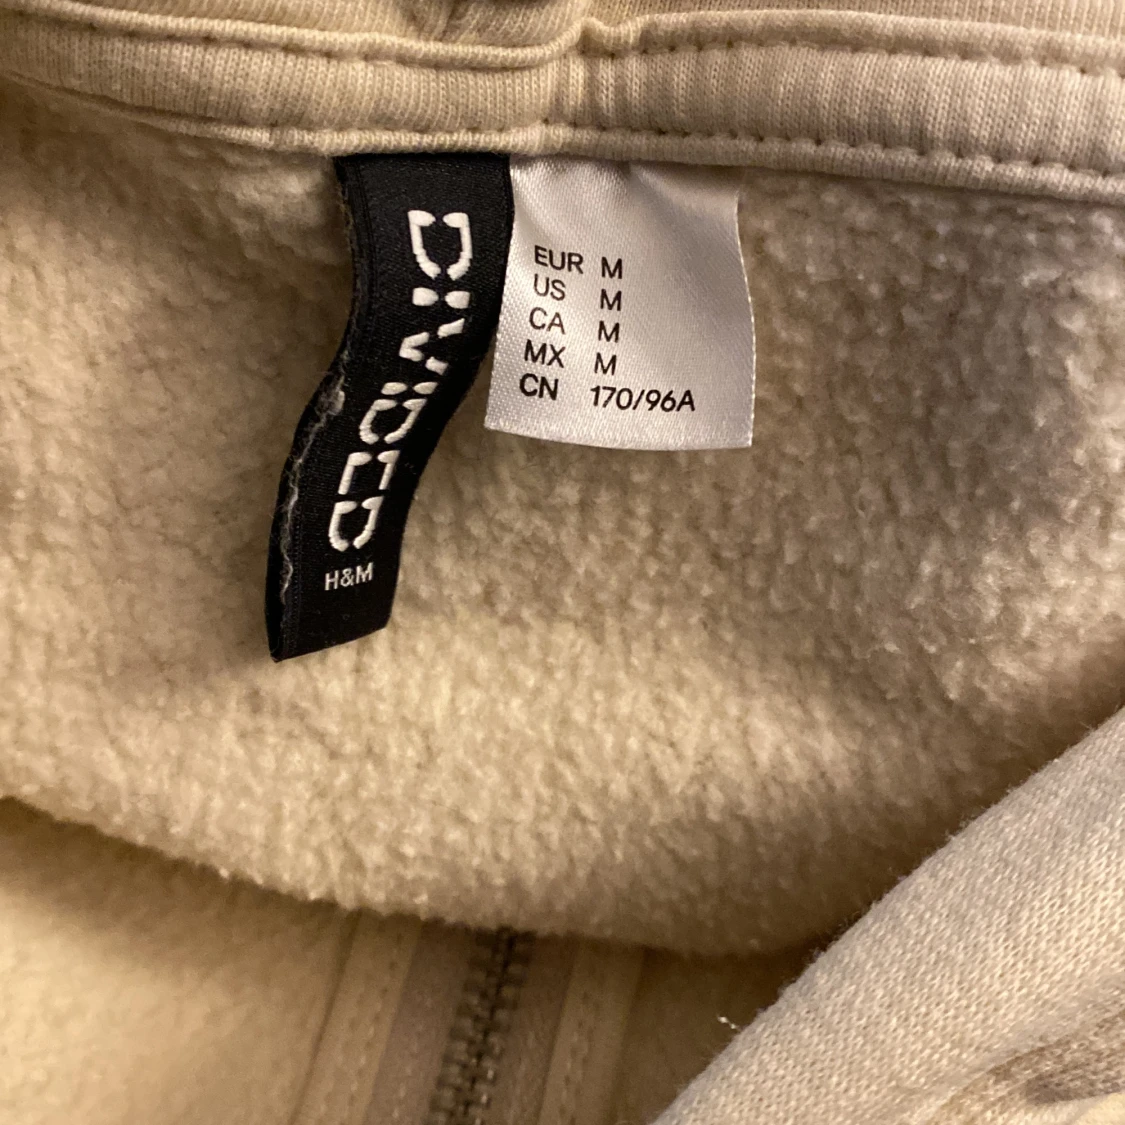 DIVIDED
H&M
EUR M
US M
CA M
MX M
CN 170/96A